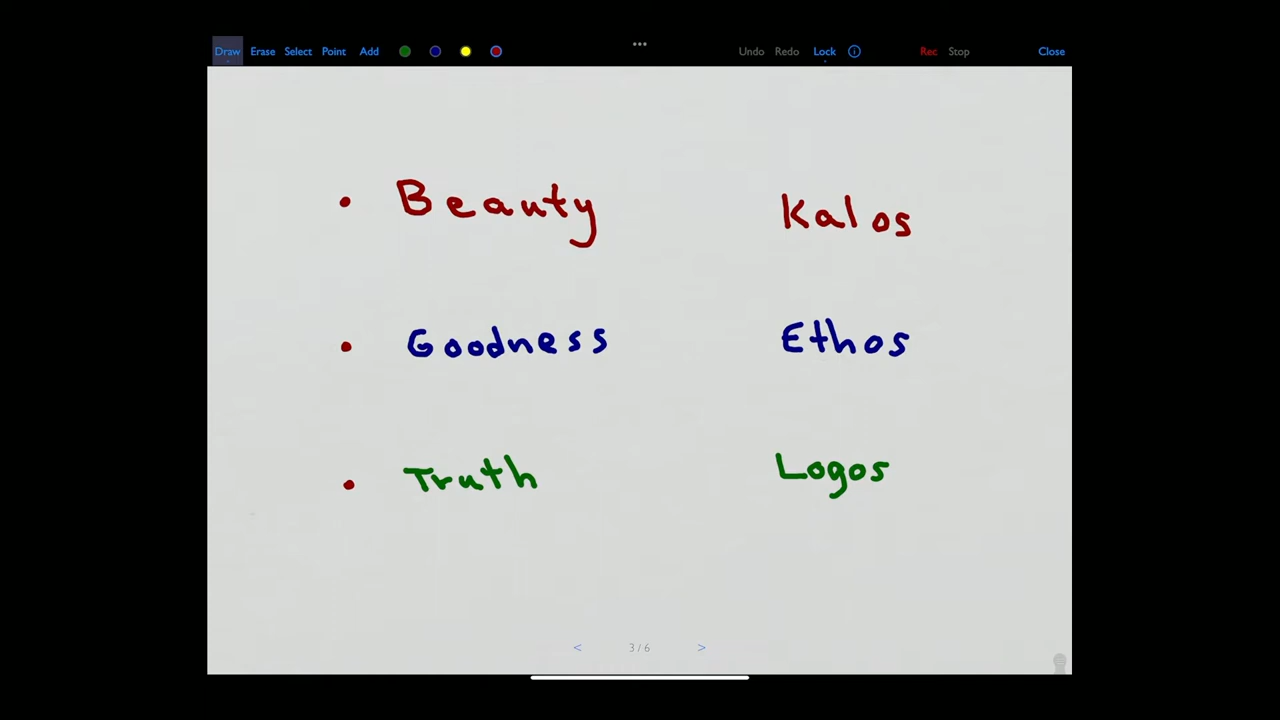 Draw Erase Select Point Add ••• Undo Redo Lock Rec Stop Close
• Beauty Kalos
• Goodness Ethos
• Truth Logos
< 3 / 6 >